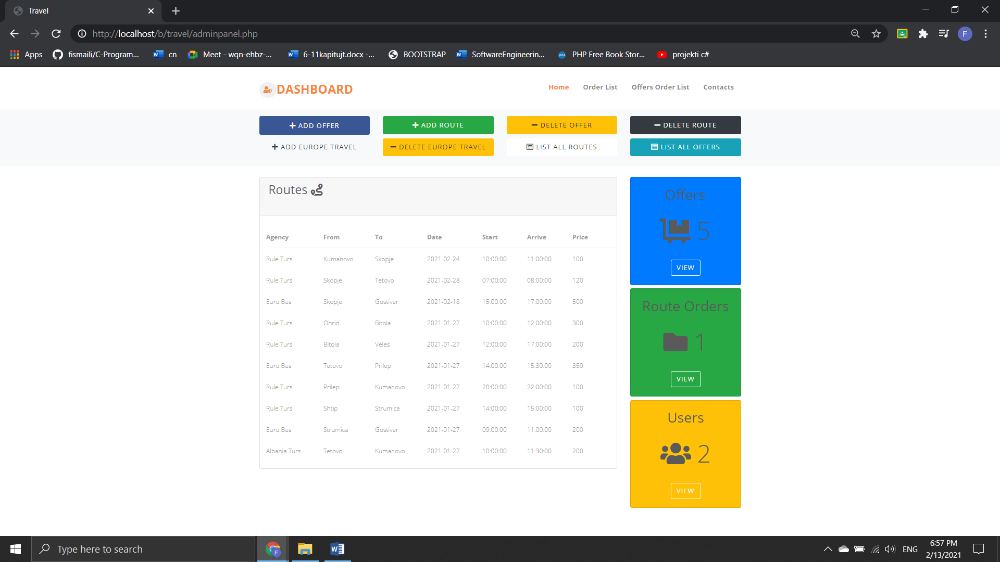 Travel
http://localhost/b/travel/adminpanel.php
F
Apps fismaili/C-Program... cn Meet - wqn-ehbz-... 6-11kapitujt.docx -... BOOTSTRAP SoftwareEngineerin... PHP Free Book Stor... projekti c#
DASHBOARD Home Order List Offers Order List Contacts
ADD OFFER ADD ROUTE DELETE OFFER DELETE ROUTE
ADD EUROPE TRAVEL DELETE EUROPE TRAVEL LIST ALL ROUTES LIST ALL OFFERS
Routes
Agency From To Date Start Arrive Price
Rule Turs Kumanovo Skopje 2021-02-24 10:00:00 11:00:00 100
Rule Turs Skopje Tetovo 2021-02-28 07:00:00 08:00:00 120
Euro Bus Skopje Gostivar 2021-02-18 15:00:00 17:00:00 500
Rule Turs Ohrid Bitola 2021-01-27 10:00:00 12:00:00 300
Rule Turs Bitola Veles 2021-01-27 12:00:00 17:00:00 200
Euro Bus Tetovo Prilep 2021-01-27 14:00:00 15:30:00 350
Rule Turs Prilep Kumanovo 2021-01-27 20:00:00 22:00:00 100
Rule Turs Shtip Strumica 2021-01-27 14:00:00 15:00:00 100
Euro Bus Strumica Gostivar 2021-01-27 09:00:00 11:00:00 200
Albania Turs Tetovo Kumanovo 2021-01-27 10:00:00 11:30:00 200
Offers
5
VIEW
Route Orders
1
VIEW
Users
2
VIEW
Type here to search
F
W
ENG
6:57 PM
2/13/2021